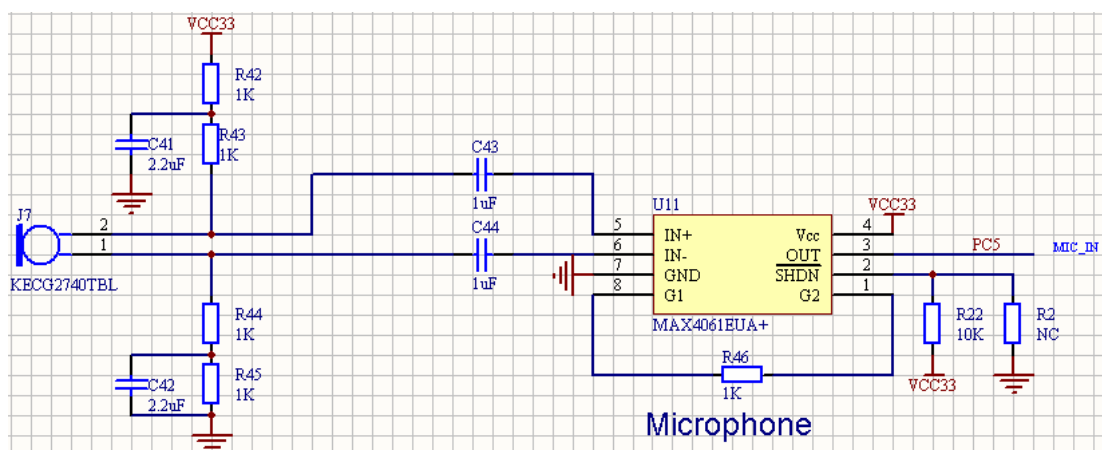 VCC33
R42
1K
C41
2.2uF
R43
1K
C43
1uF
J7
2
1
KECG2740TBL
C44
1uF
U11
5 IN+ Vcc 4 VCC33
6 IN- OUT 3 PC5 MIC_IN
7 GND SHDN 2
8 G1 G2 1
MAX4061EUA+
R44
1K
C42
2.2uF
R45
1K
R46
1K
R22
10K
VCC33
R2
NC
Microphone